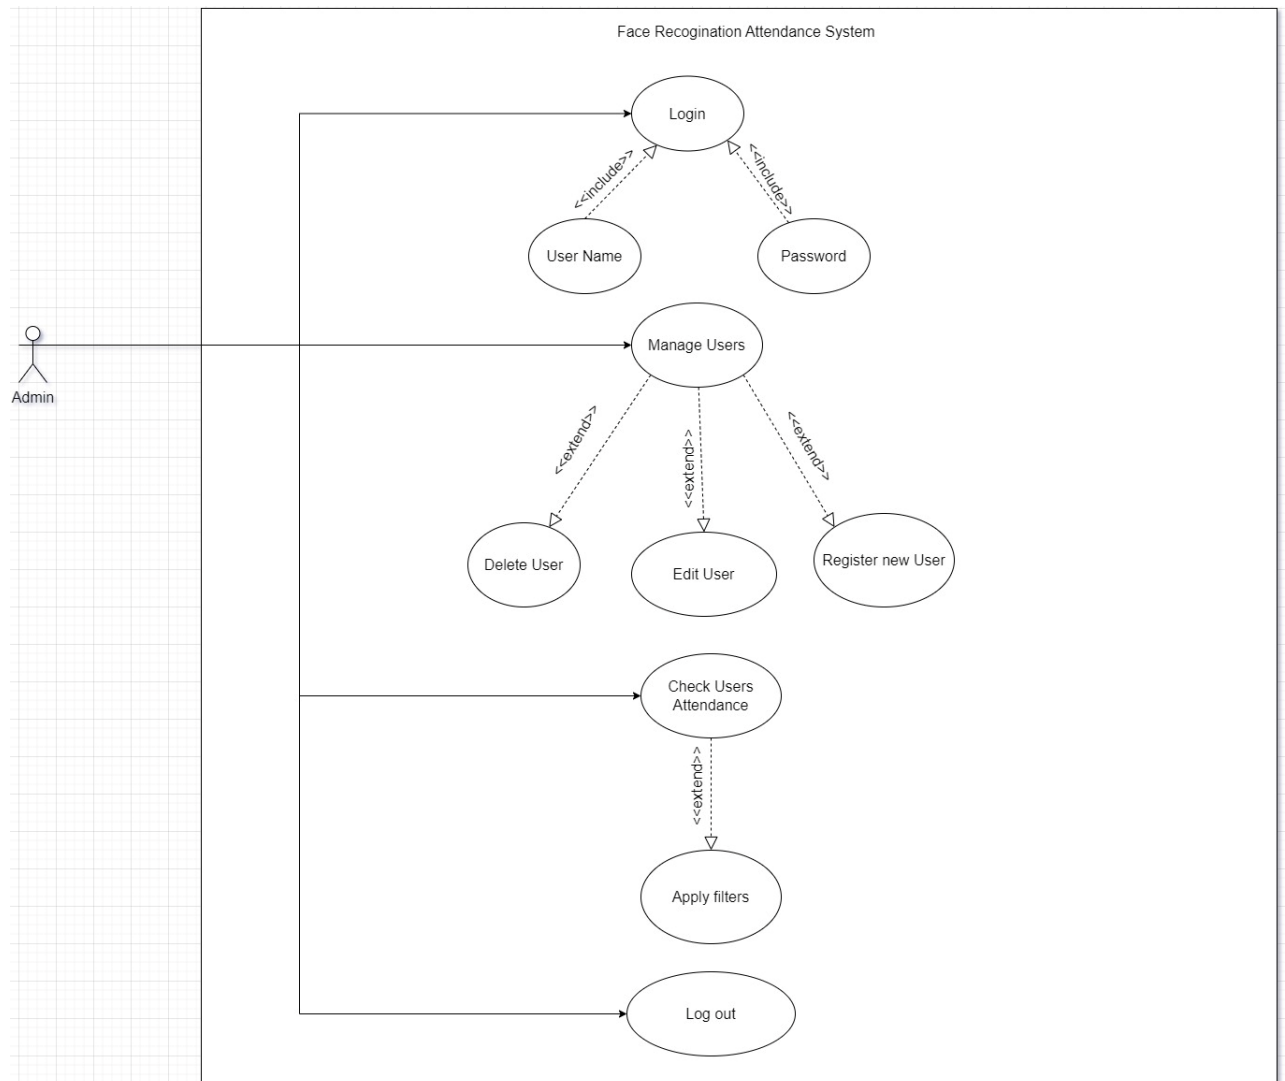 Face Recogination Attendance System
Login
<<include>>
<<include>>
User Name
Password
Manage Users
Admin
<<extend>>
<<extend>>
<<extend>>
Delete User
Edit User
Register new User
Check Users
Attendance
<<extend>>
Apply filters
Log out